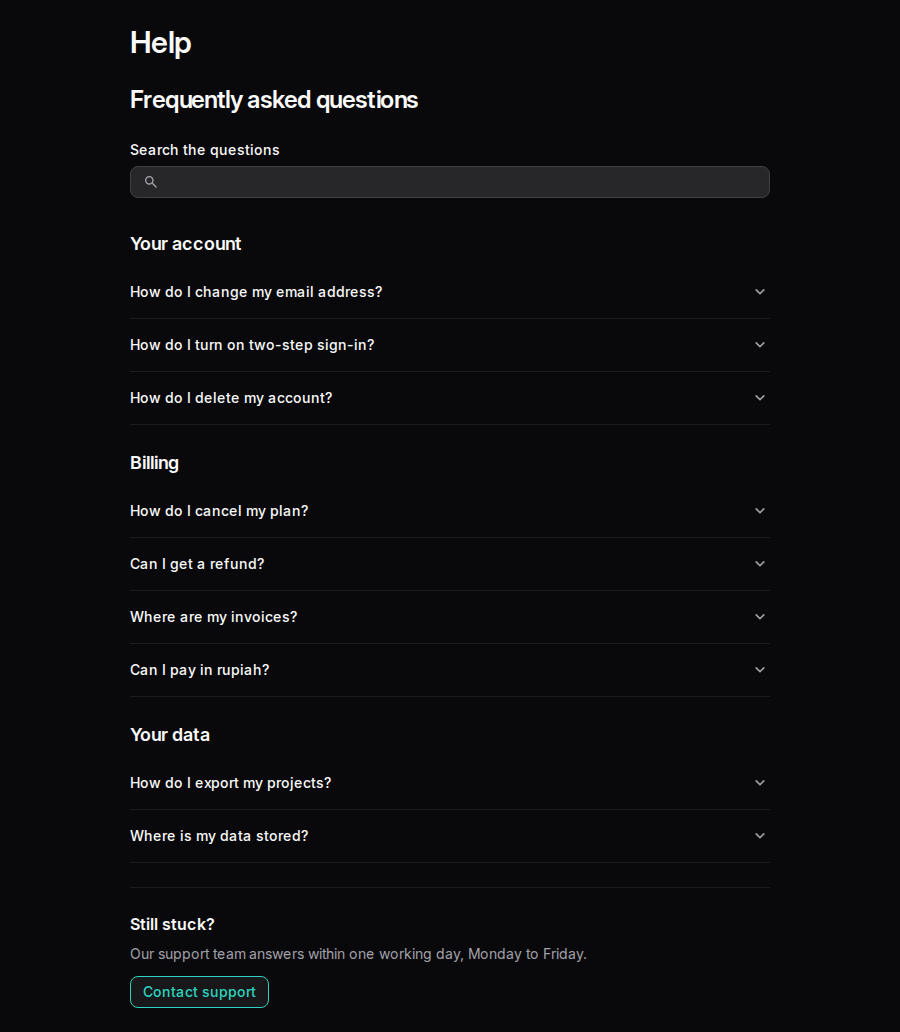 Help
Frequently asked questions
Search the questions
Your account
How do I change my email address?
How do I turn on two-step sign-in?
How do I delete my account?
Billing
How do I cancel my plan?
Can I get a refund?
Where are my invoices?
Can I pay in rupiah?
Your data
How do I export my projects?
Where is my data stored?
Still stuck?
Our support team answers within one working day, Monday to Friday.
Contact support